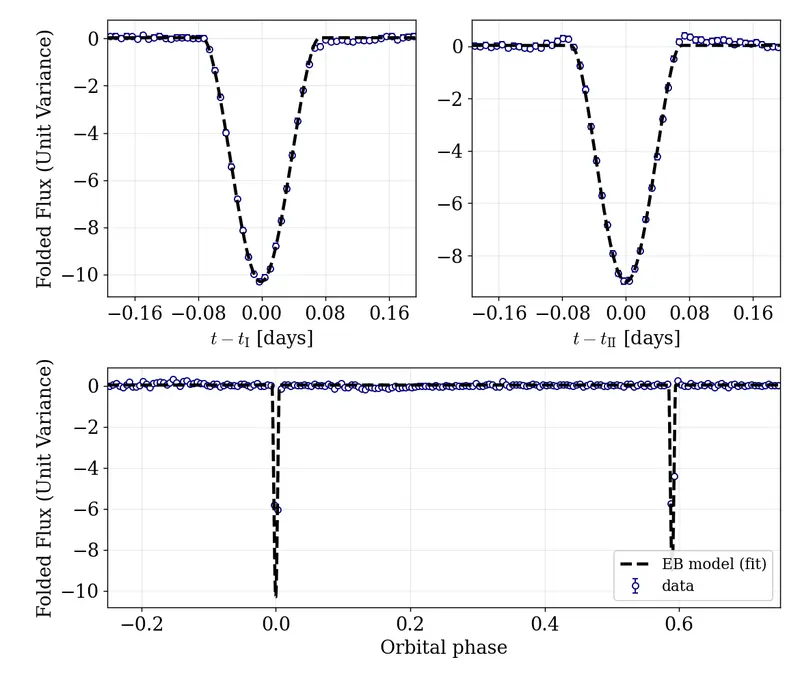 Folded Flux (Unit Variance)
0
−2
−4
−6
−8
−10
−0.16 −0.08 0.00 0.08 0.16
t − tI [days]
0
−2
−4
−6
−8
−0.16 −0.08 0.00 0.08 0.16
t − tII [days]
Folded Flux (Unit Variance)
0
−2
−4
−6
−8
−10
EB model (fit)
data
−0.2 0.0 0.2 0.4 0.6
Orbital phase